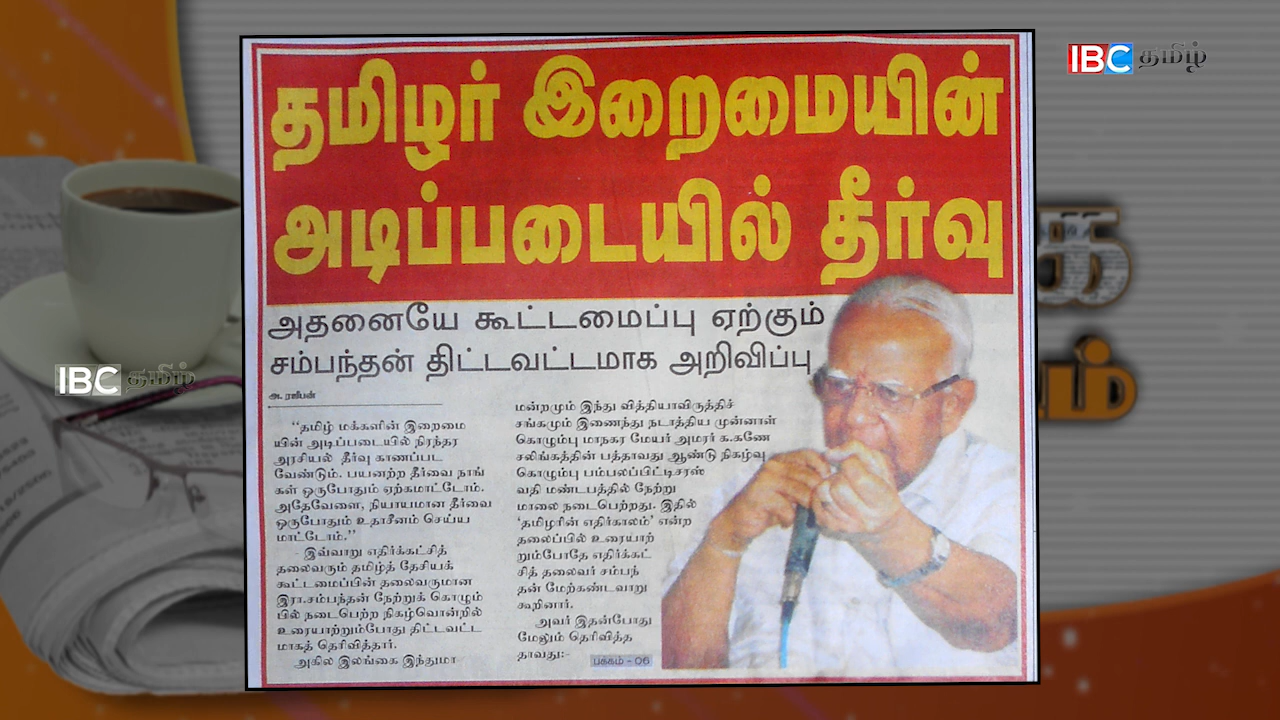 IBC தமிழ்
தமிழர் இறைமையின்
அடிப்படையில் தீர்வு
அதனையே கூட்டமைப்பு ஏற்கும்
சம்பந்தன் திட்டவட்டமாக அறிவிப்பு
அ. ரஜீபன்
“தமிழ் மக்களின் இறைமை
யின் அடிப்படையில் நிரந்தர
அரசியல் தீர்வு காணப்பட
வேண்டும். பயனற்ற தீர்வை நாங்
கள் ஒருபோதும் ஏற்கமாட்டோம்.
அதேவேளை, நியாயமான தீர்வை
ஒருபோதும் உதாசீனம் செய்ய
மாட்டோம்.”
- இவ்வாறு எதிர்க்கட்சித்
தலைவரும் தமிழ்த் தேசியக்
கூட்டமைப்பின் தலைவருமான
இரா.சம்பந்தன் நேற்றுக் கொழும்
பில் நடைபெற்ற நிகழ்வொன்றில்
உரையாற்றும்போது திட்டவட்ட
மாகத் தெரிவித்தார்.
அகில இலங்கை இந்துமா
மன்றமும் இந்து வித்தியாவிருத்திச்
சங்கமும் இணைந்து நடாத்திய முன்னாள்
கொழும்பு மாநகர மேயர் அமரர் க.கணே
சலிங்கத்தின் பத்தாவது ஆண்டு நிகழ்வு
கொழும்பு பம்பலப்பிட்டிசரஸ்
வதி மண்டபத்தில் நேற்று
மாலை நடைபெற்றது. இதில்
‘தமிழரின் எதிர்காலம்’ என்ற
தலைப்பில் உரையாற்
றும்போதே எதிர்க்கட்
சித் தலைவர் சம்பந்
தன் மேற்கண்டவாறு
கூறினார்.
அவர் இதன்போது
மேலும் தெரிவித்த
தாவது:-
பக்கம் - 06
IBC தமிழ்